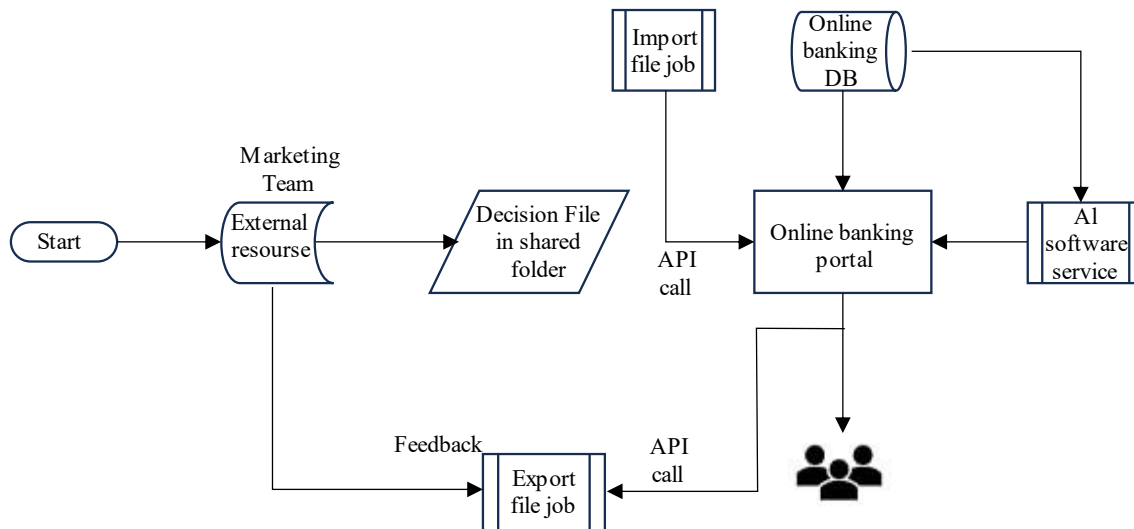 Import
file job
Online
banking
DB
Marketing
Team
Start
External
resourse
Decision File
in shared
folder
API
call
Online banking
portal
AI
software
service
Feedback
API
call
Export
file job